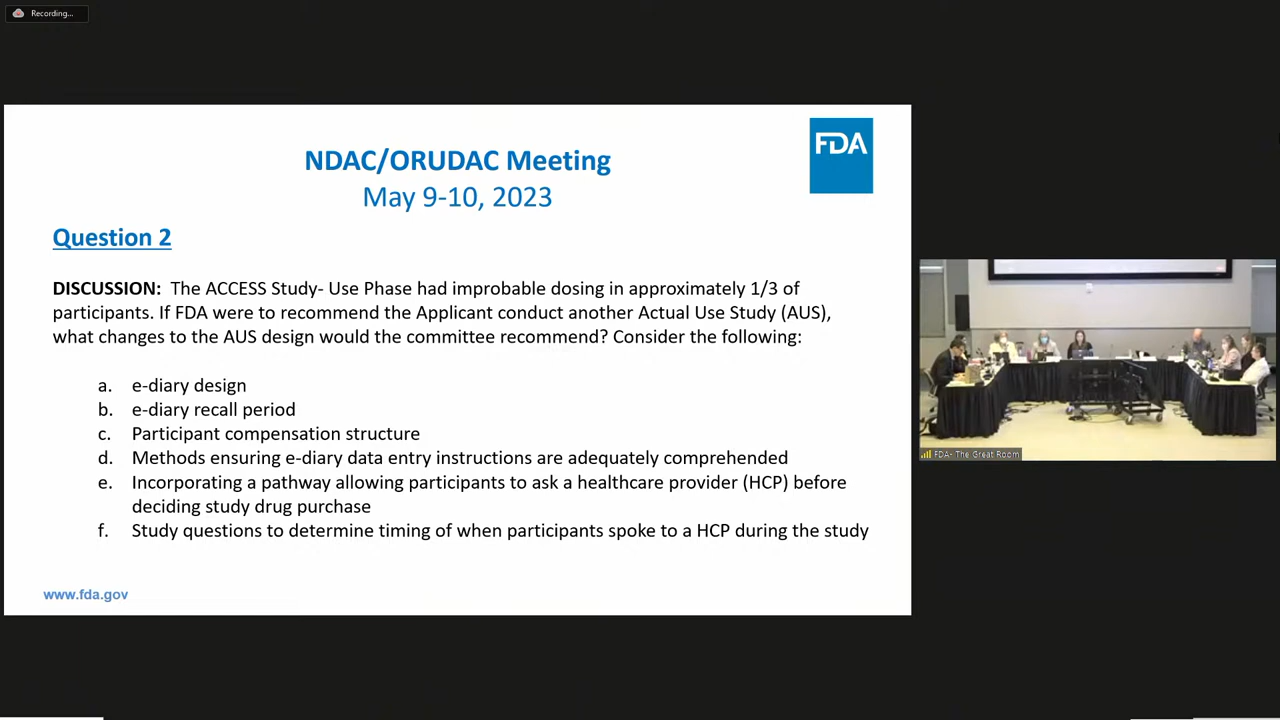 Recording...
NDAC/ORUDAC Meeting
May 9-10, 2023
FDA
Question 2
DISCUSSION: The ACCESS Study- Use Phase had improbable dosing in approximately 1/3 of
participants. If FDA were to recommend the Applicant conduct another Actual Use Study (AUS),
what changes to the AUS design would the committee recommend? Consider the following:
a. e-diary design
b. e-diary recall period
c. Participant compensation structure
d. Methods ensuring e-diary data entry instructions are adequately comprehended
e. Incorporating a pathway allowing participants to ask a healthcare provider (HCP) before
deciding study drug purchase
f. Study questions to determine timing of when participants spoke to a HCP during the study
www.fda.gov
FDA- The Great Room